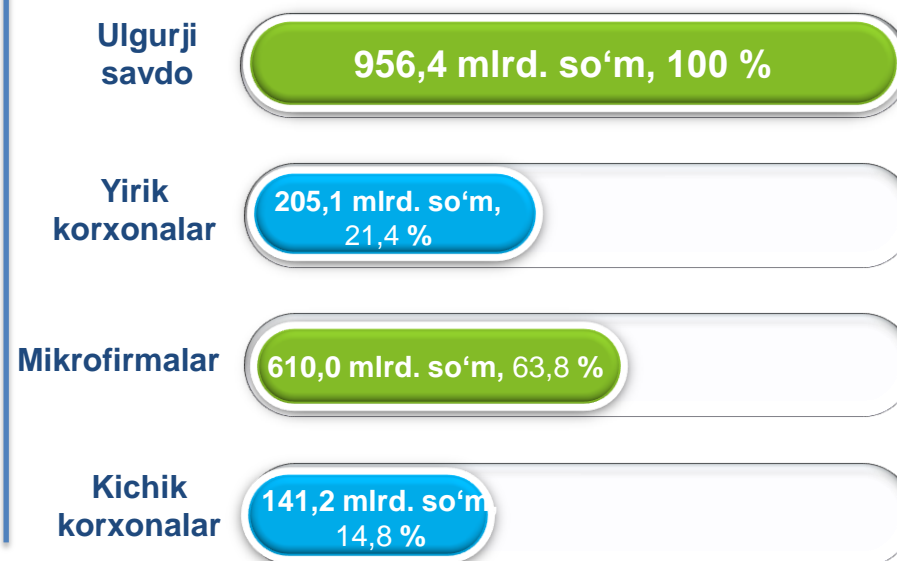 Ulgurji
savdo
956,4 mlrd. so‘m, 100 %
Yirik
korxonalar
205,1 mlrd. so‘m,
21,4 %
Mikrofirmalar
610,0 mlrd. so‘m, 63,8 %
Kichik
korxonalar
141,2 mlrd. so‘m,
14,8 %